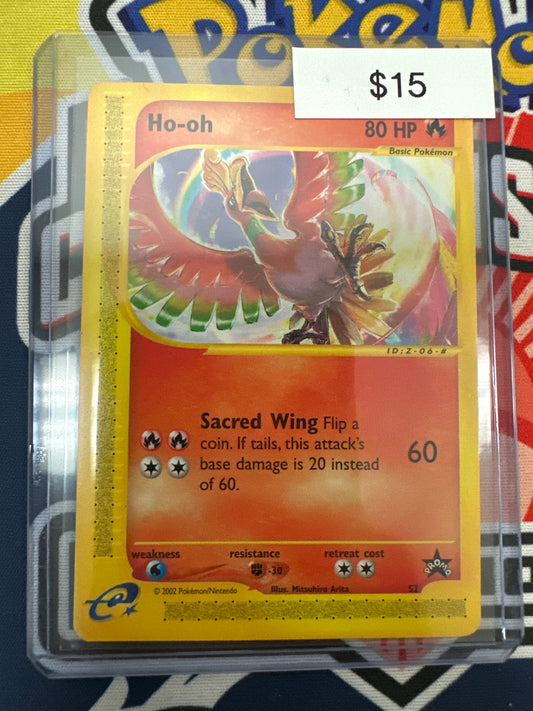 POKéMON
$15
Ho-oh
80 HP
Basic Pokémon
ID:Z-06-#
Sacred Wing Flip a
coin. If tails, this attack's
base damage is 20 instead
of 60.
60
weakness
resistance
retreat cost
-30
PROMO
© 2002 Pokémon/Nintendo
Illus. Mitsuhiro Arita
52
e